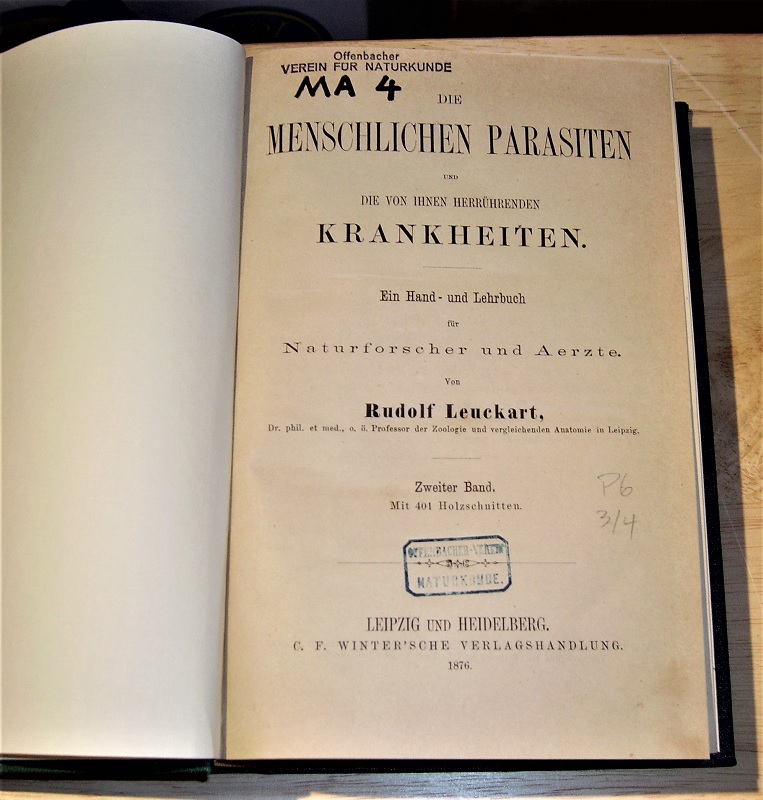 Offenbacher
VEREIN FÜR NATURKUNDE
MA 4
DIE
MENSCHLICHEN PARASITEN
UND
DIE VON IHNEN HERRÜHRENDEN
KRANKHEITEN.
Ein Hand- und Lehrbuch
für
Naturforscher und Aerzte.
Von
Rudolf Leuckart,
Dr. phil. et med., o. ö. Professor der Zoologie und vergleichenden Anatomie in Leipzig.
Zweiter Band.
Mit 401 Holzschnitten.
P6
3/4
OFFENBACHER-VEREIN
NATURKUNDE.
LEIPZIG UND HEIDELBERG.
C. F. WINTER'SCHE VERLAGSHANDLUNG.
1876.